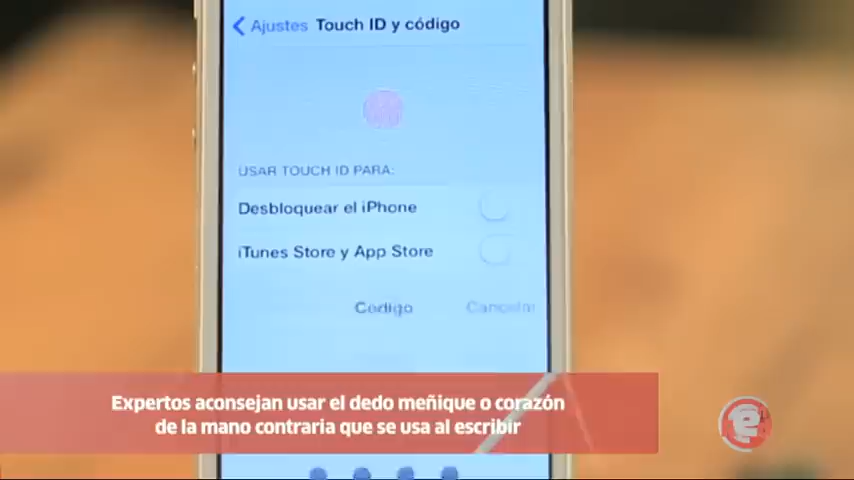 Ajustes Touch ID y código
USAR TOUCH ID PARA:
Desbloquear el iPhone
iTunes Store y App Store
Código Cancelar
Expertos aconsejan usar el dedo meñique o corazón
de la mano contraria que se usa al escribir
e